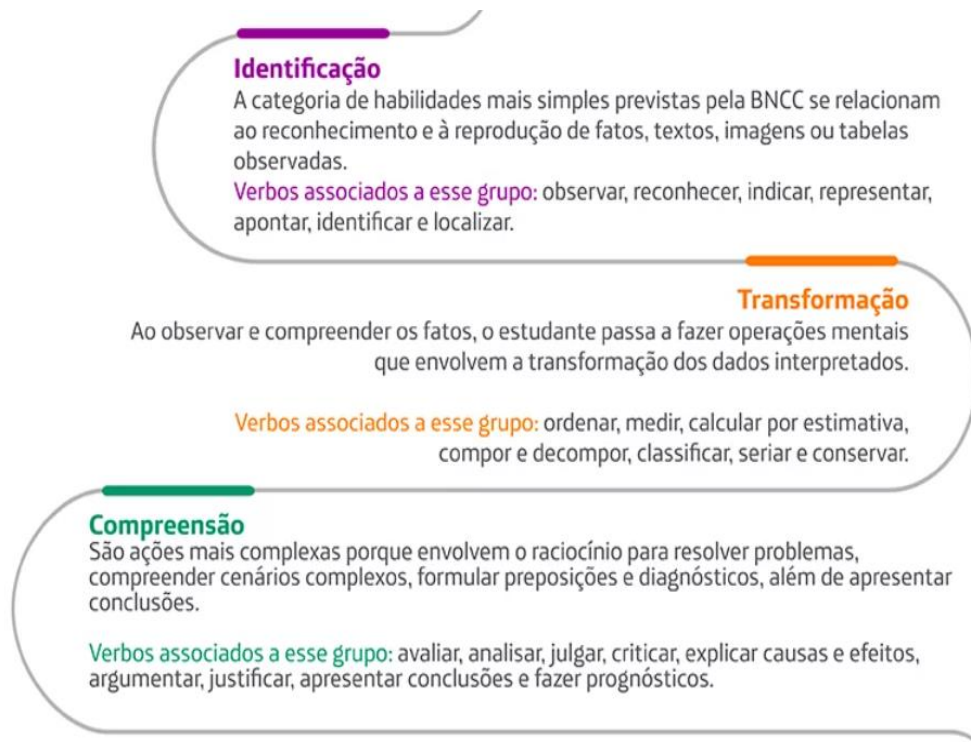 Identificação
A categoria de habilidades mais simples previstas pela BNCC se relacionam
ao reconhecimento e à reprodução de fatos, textos, imagens ou tabelas
observadas.
Verbos associados a esse grupo: observar, reconhecer, indicar, representar,
apontar, identificar e localizar.
Transformação
Ao observar e compreender os fatos, o estudante passa a fazer operações mentais
que envolvem a transformação dos dados interpretados.
Verbos associados a esse grupo: ordenar, medir, calcular por estimativa,
compor e decompor, classificar, seriar e conservar.
Compreensão
São ações mais complexas porque envolvem o raciocínio para resolver problemas,
compreender cenários complexos, formular preposições e diagnósticos, além de apresentar
conclusões.
Verbos associados a esse grupo: avaliar, analisar, julgar, criticar, explicar causas e efeitos,
argumentar, justificar, apresentar conclusões e fazer prognósticos.